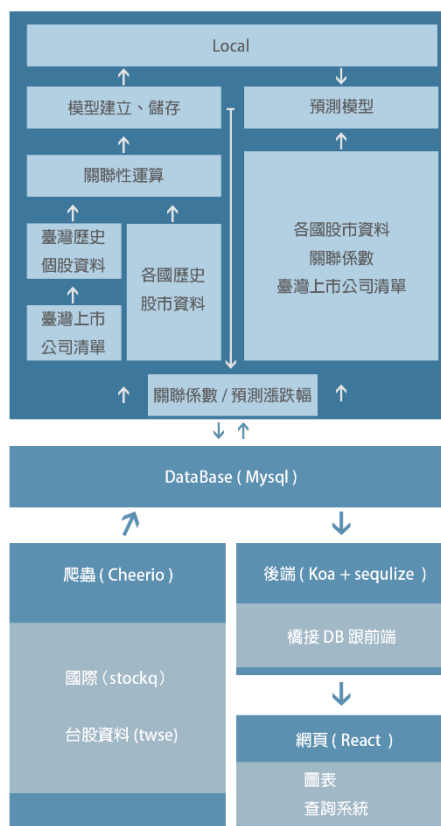 Local
模型建立、儲存
預測模型
關聯性運算
臺灣歷史
個股資料
各國歷史
股市資料
臺灣上市
公司清單
各國股市資料
關聯係數
臺灣上市公司清單
關聯係數 / 預測漲跌幅
DataBase ( Mysql )
爬蟲 ( Cheerio )
國際 (stockq)
台股資料 (twse)
後端 ( Koa + sequlize )
橋接 DB 跟前端
網頁 ( React )
圖表
查詢系統